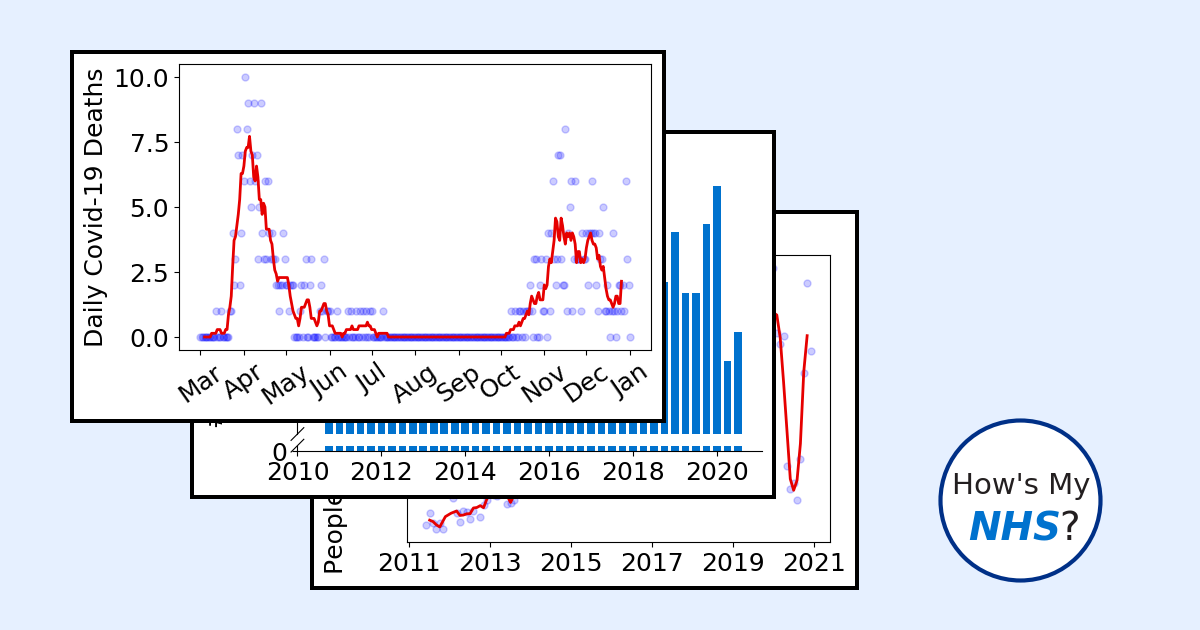 Daily Covid-19 Deaths
10.0
7.5
5.0
2.5
0.0
Mar Apr May Jun Jul Aug Sep Oct Nov Dec Jan
0
2010 2012 2014 2016 2018 2020
People
2011 2013 2015 2017 2019 2021
How's My
NHS?